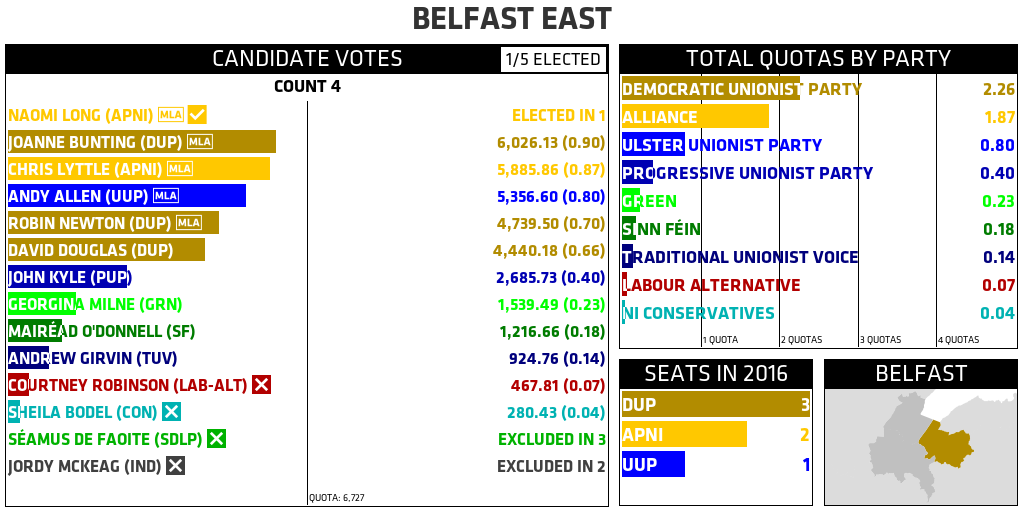 BELFAST EAST
CANDIDATE VOTES
1/5 ELECTED
COUNT 4
NAOMI LONG (APNI) MLA ELECTED IN 1
JOANNE BUNTING (DUP) MLA 6,026.13 (0.90)
CHRIS LYTTLE (APNI) MLA 5,885.86 (0.87)
ANDY ALLEN (UUP) MLA 5,356.60 (0.80)
ROBIN NEWTON (DUP) MLA 4,739.50 (0.70)
DAVID DOUGLAS (DUP) 4,440.18 (0.66)
JOHN KYLE (PUP) 2,685.73 (0.40)
GEORGINA MILNE (GRN) 1,539.49 (0.23)
MAIRÉAD O'DONNELL (SF) 1,216.66 (0.18)
ANDREW GIRVIN (TUV) 924.76 (0.14)
COURTNEY ROBINSON (LAB-ALT) 467.81 (0.07)
SHEILA BODEL (CON) 280.43 (0.04)
SÉAMUS DE FAOITE (SDLP) EXCLUDED IN 3
JORDY MCKEAG (IND) EXCLUDED IN 2
QUOTA: 6,727
TOTAL QUOTAS BY PARTY
DEMOCRATIC UNIONIST PARTY 2.26
ALLIANCE 1.87
ULSTER UNIONIST PARTY 0.80
PROGRESSIVE UNIONIST PARTY 0.40
GREEN 0.23
SINN FÉIN 0.18
TRADITIONAL UNIONIST VOICE 0.14
LABOUR ALTERNATIVE 0.07
NI CONSERVATIVES 0.04
1 QUOTA 2 QUOTAS 3 QUOTAS 4 QUOTAS
SEATS IN 2016
DUP 3
APNI 2
UUP 1
BELFAST